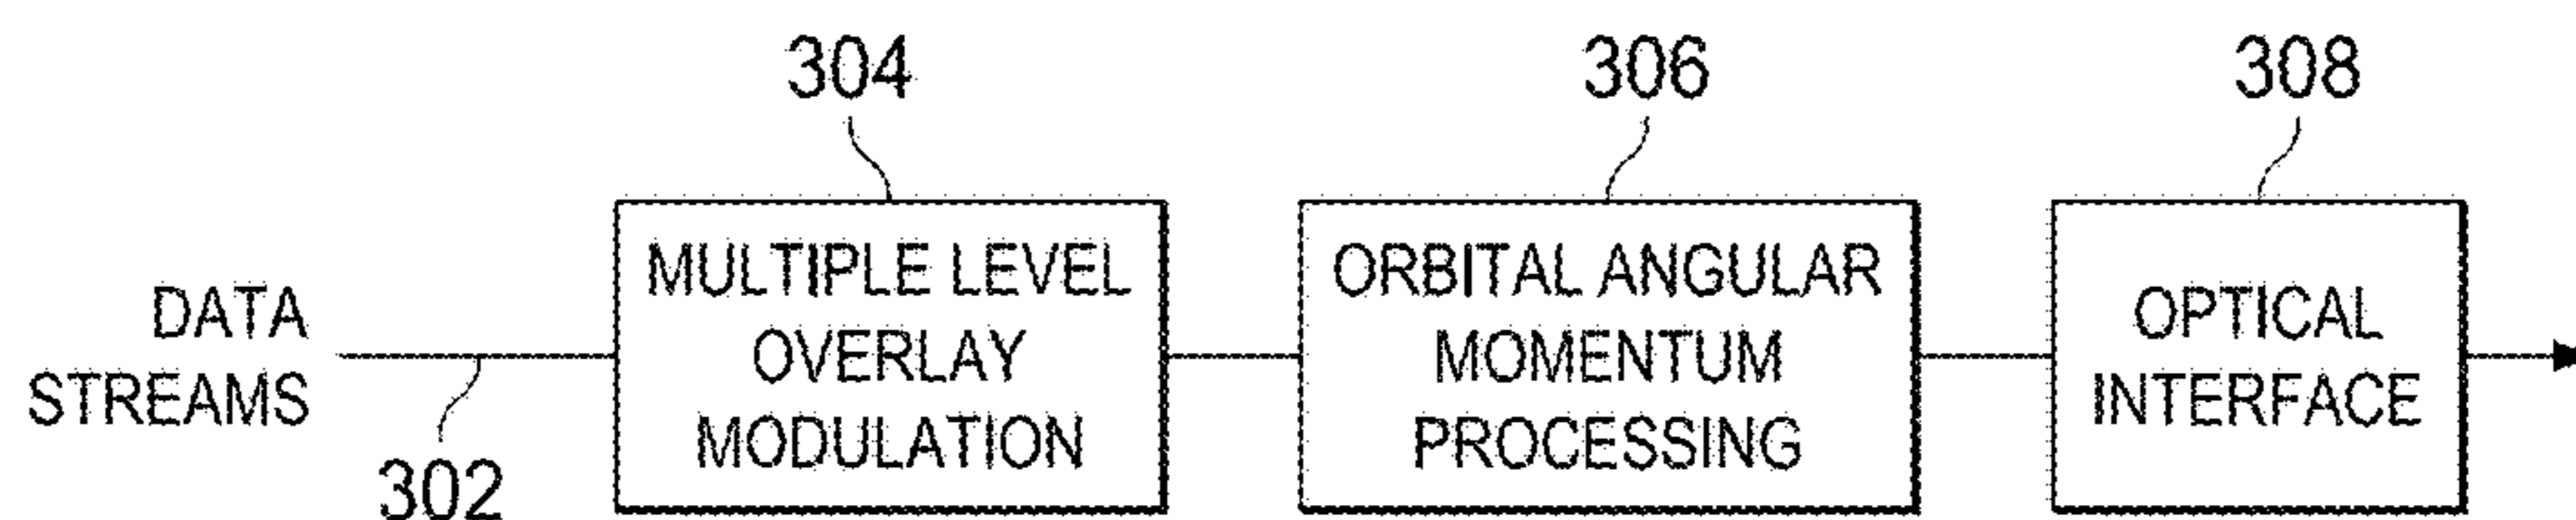 304
306
308
DATA
STREAMS
302
MULTIPLE LEVEL
OVERLAY
MODULATION
ORBITAL ANGULAR
MOMENTUM
PROCESSING
OPTICAL
INTERFACE